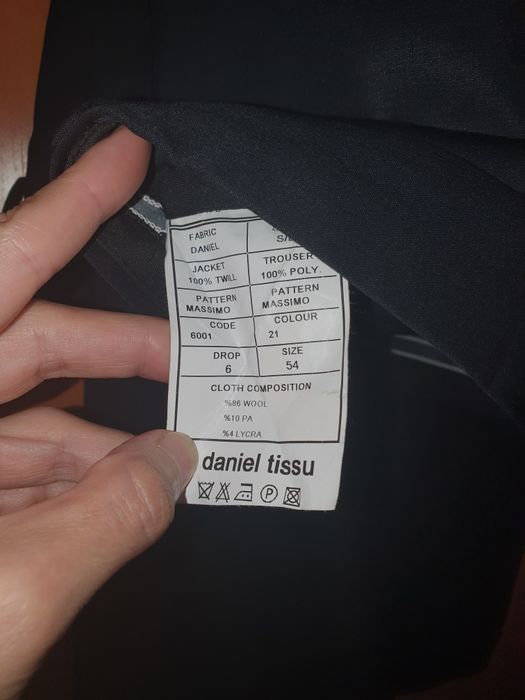 FABRIC
DANIEL
JACKET
100% TWILL
TROUSER
100% POLY.
PATTERN
MASSIMO
PATTERN
MASSIMO
CODE
6001
COLOUR
21
DROP
6
SIZE
54
CLOTH COMPOSITION
%86 WOOL
%10 PA
%4 LYCRA
daniel tissu
P